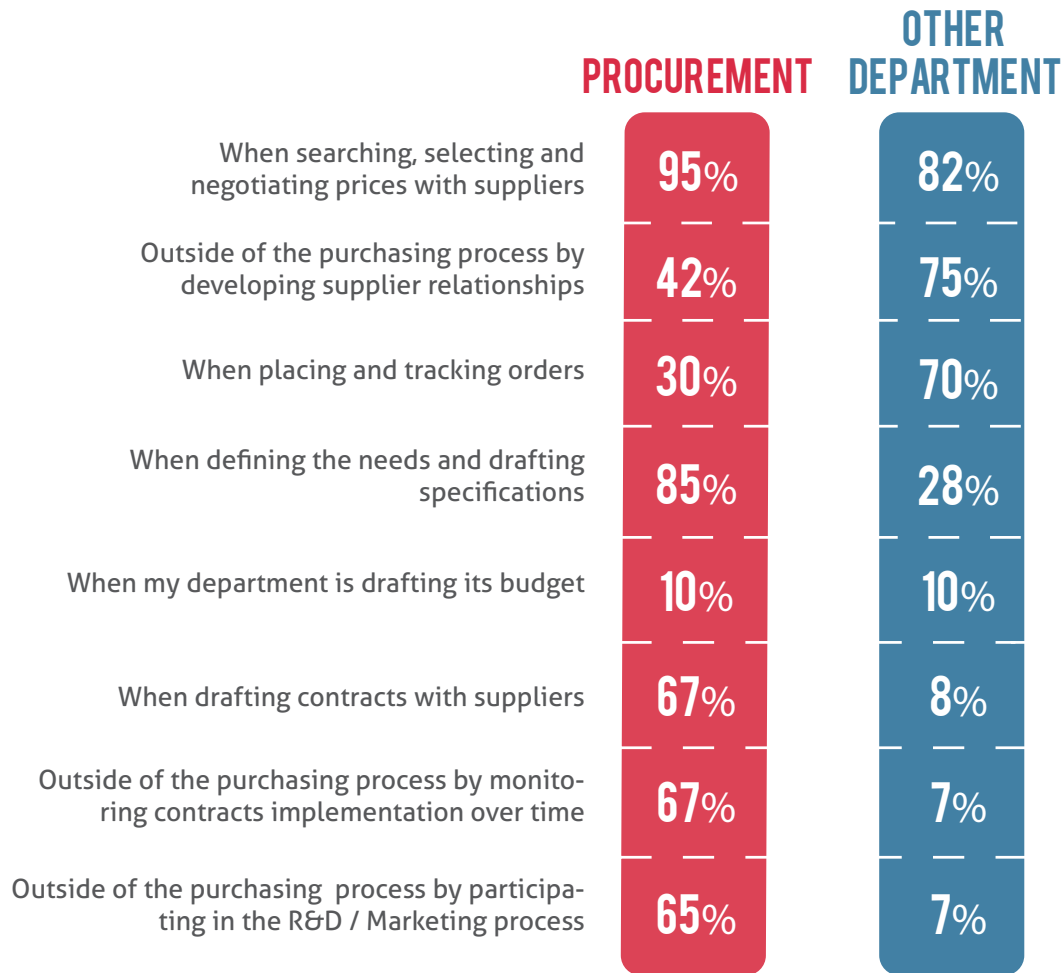 PROCUREMENT
OTHER
DEPARTMENT
When searching, selecting and
negotiating prices with suppliers
95%
82%
Outside of the purchasing process by
developing supplier relationships
42%
75%
When placing and tracking orders
30%
70%
When defining the needs and drafting
specifications
85%
28%
When my department is drafting its budget
10%
10%
When drafting contracts with suppliers
67%
8%
Outside of the purchasing process by monito-
ring contracts implementation over time
67%
7%
Outside of the purchasing process by participa-
ting in the R&D / Marketing process
65%
7%